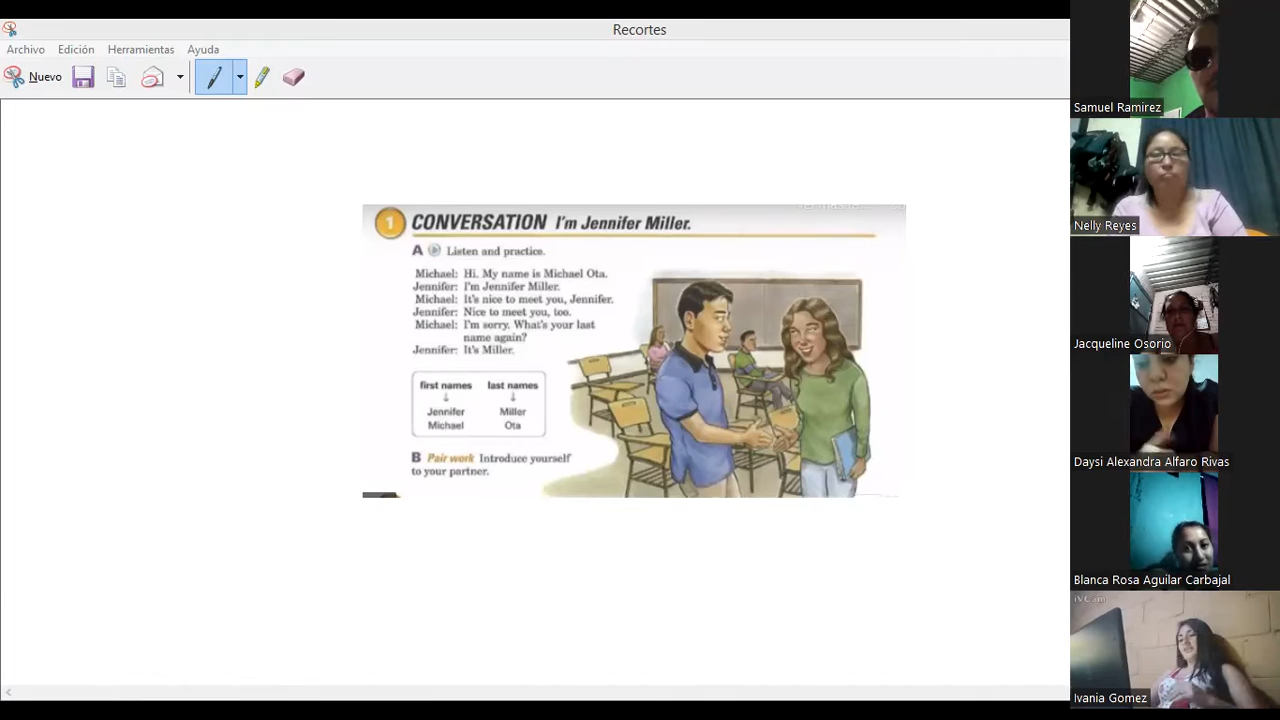 Recortes
Archivo Edición Herramientas Ayuda
Nuevo
1 CONVERSATION I'm Jennifer Miller.
A Listen and practice.
Michael: Hi. My name is Michael Ota.
Jennifer: I'm Jennifer Miller.
Michael: It's nice to meet you, Jennifer.
Jennifer: Nice to meet you, too.
Michael: I'm sorry. What's your last
name again?
Jennifer: It's Miller.
first names last names
Jennifer Miller
Michael Ota
B Pair work Introduce yourself
to your partner.
Samuel Ramirez
Nelly Reyes
Jacqueline Osorio
Daysi Alexandra Alfaro Rivas
Blanca Rosa Aguilar Carbajal
iVCam
Ivania Gomez